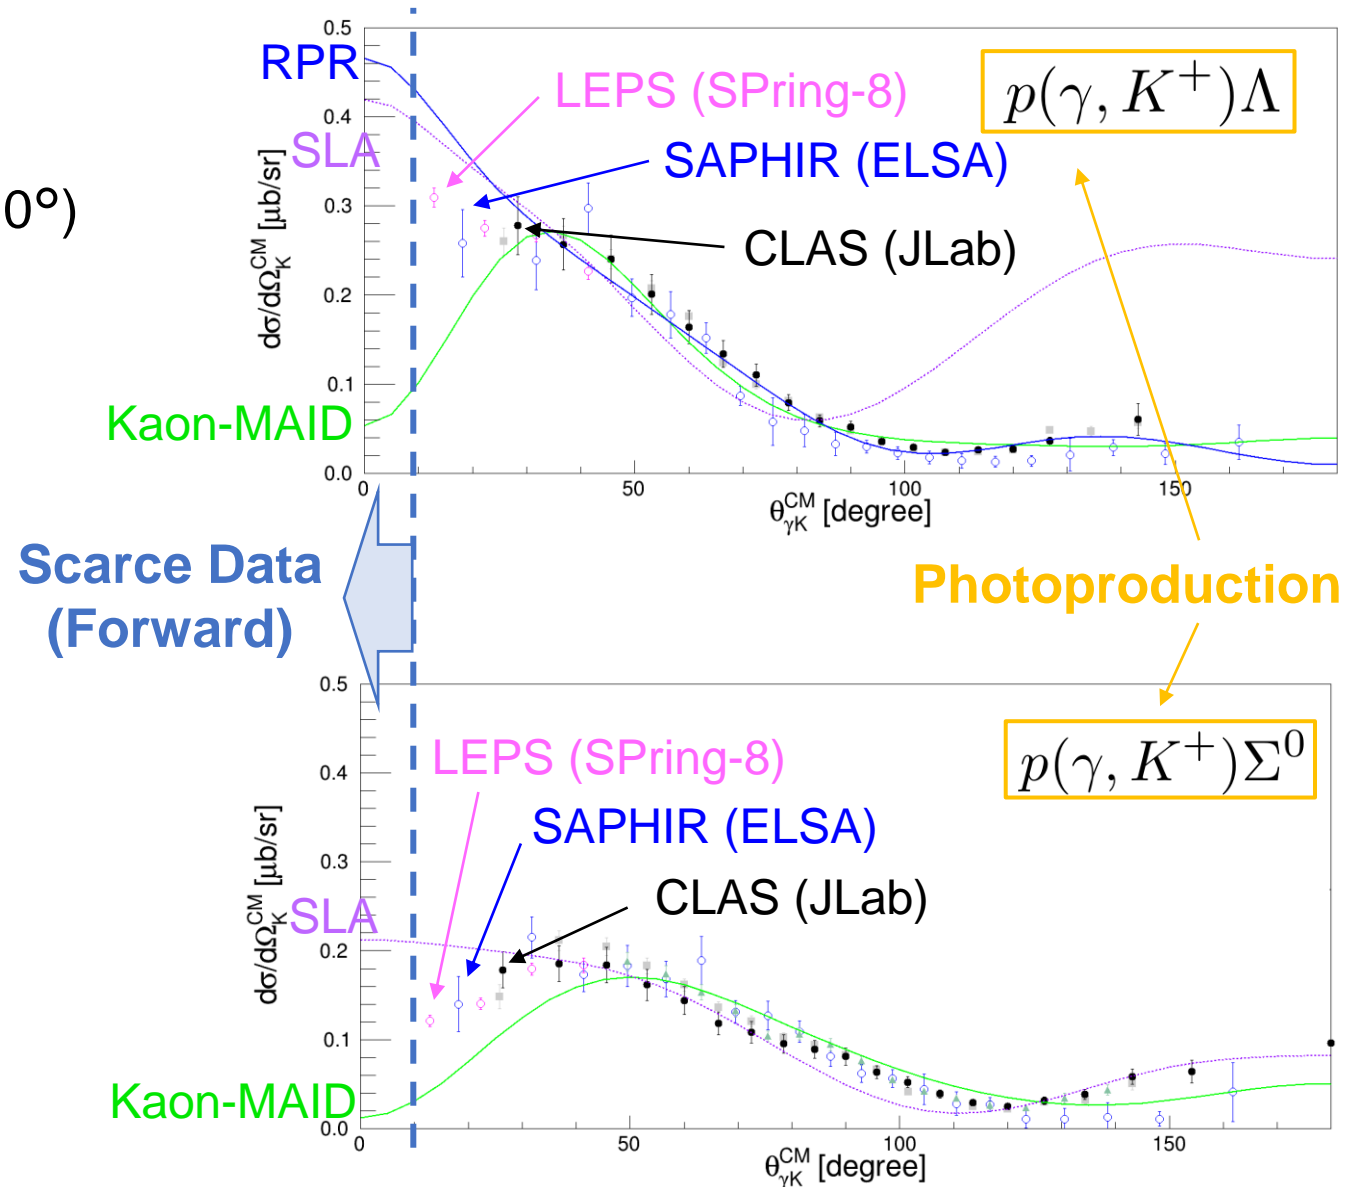 0.5
RPR
LEPS (SPring-8)
p(γ, K⁺)Λ
0.4
SLA
SAPHIR (ELSA)
0°)
0.3
CLAS (JLab)
dσ/dΩ_K^CM [μb/sr]
0.2
0.1
Kaon-MAID
0.0
0 50 100 150
θ_γK^CM [degree]
Scarce Data
(Forward)
Photoproduction
0.5
LEPS (SPring-8)
p(γ, K⁺)Σ⁰
0.4
SAPHIR (ELSA)
0.3
CLAS (JLab)
dσ/dΩ_K^CM [μb/sr]
SLA
0.2
0.1
Kaon-MAID
0.0
0 50 100 150
θ_γK^CM [degree]